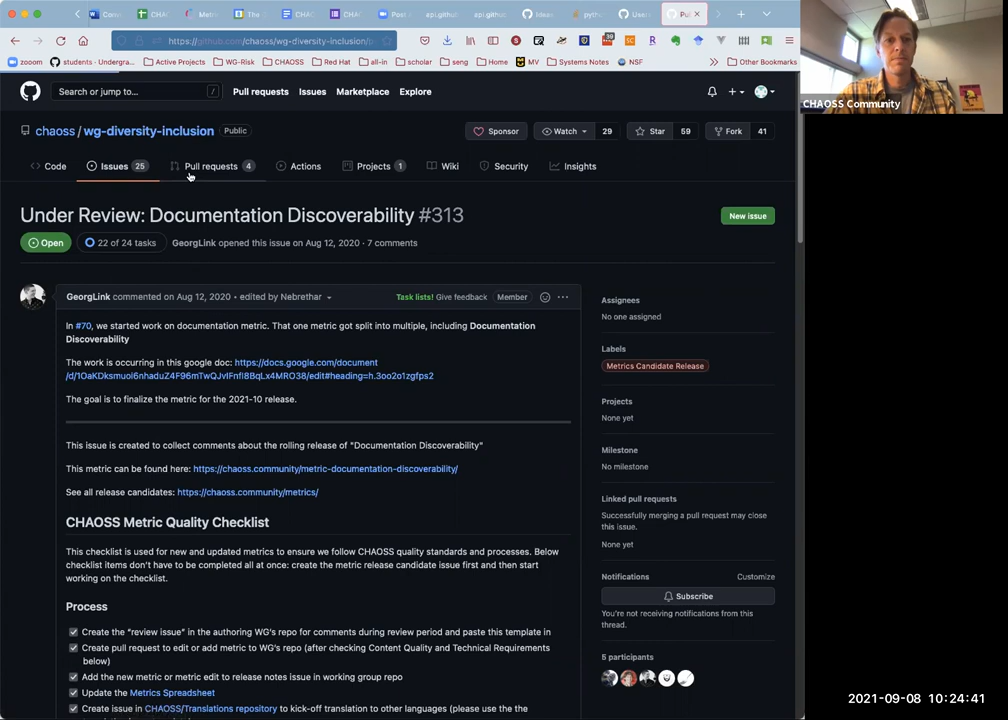 Conn
CHA
Metri
The
CHAC
CHA
Post
api.github
api.github
Ideas
pytho
Users
Pul
https://github.com/chaoss/wg-diversity-inclusion/
38
zooom
students - Undergra...
Active Projects
WG-Risk
CHAOSS
Red Hat
all-in
scholar
seng
Home
MV
Systems Notes
NSF
Other Bookmarks
Search or jump to...
/
Pull requests
Issues
Marketplace
Explore
chaoss / wg-diversity-inclusion
Public
Sponsor
Watch
29
Star
59
Fork
41
Code
Issues 25
Pull requests 4
Actions
Projects 1
Wiki
Security
Insights
Under Review: Documentation Discoverability #313
New issue
Open
22 of 24 tasks
GeorgLink opened this issue on Aug 12, 2020 · 7 comments
GeorgLink commented on Aug 12, 2020 • edited by Nebrethar
Task lists! Give feedback
Member
In #70, we started work on documentation metric. That one metric got split into multiple, including Documentation
Discoverability
The work is occurring in this google doc: https://docs.google.com/document
/d/1OaKDksmuoi6nhaduZ4F96mTwQJvIFnfI8BqLx4MRO38/edit#heading=h.3oo2o1zgfps2
The goal is to finalize the metric for the 2021-10 release.
This issue is created to collect comments about the rolling release of "Documentation Discoverability"
This metric can be found here: https://chaoss.community/metric-documentation-discoverability/
See all release candidates: https://chaoss.community/metrics/
CHAOSS Metric Quality Checklist
This checklist is used for new and updated metrics to ensure we follow CHAOSS quality standards and processes. Below
checklist items don't have to be completed all at once: create the metric release candidate issue first and then start
working on the checklist.
Process
Create the "review issue" in the authoring WG's repo for comments during review period and paste this template in
Create pull request to edit or add metric to WG's repo (after checking Content Quality and Technical Requirements
below)
Add the new metric or metric edit to release notes issue in working group repo
Update the Metrics Spreadsheet
Create issue in CHAOSS/Translations repository to kick-off translation to other languages (please use the the
Assignees
No one assigned
Labels
Metrics Candidate Release
Projects
None yet
Milestone
No milestone
Linked pull requests
Successfully merging a pull request may close
this issue.
None yet
Notifications
Customize
Subscribe
You're not receiving notifications from this
thread.
5 participants
CHAOSS Community
2021-09-08 10:24:41